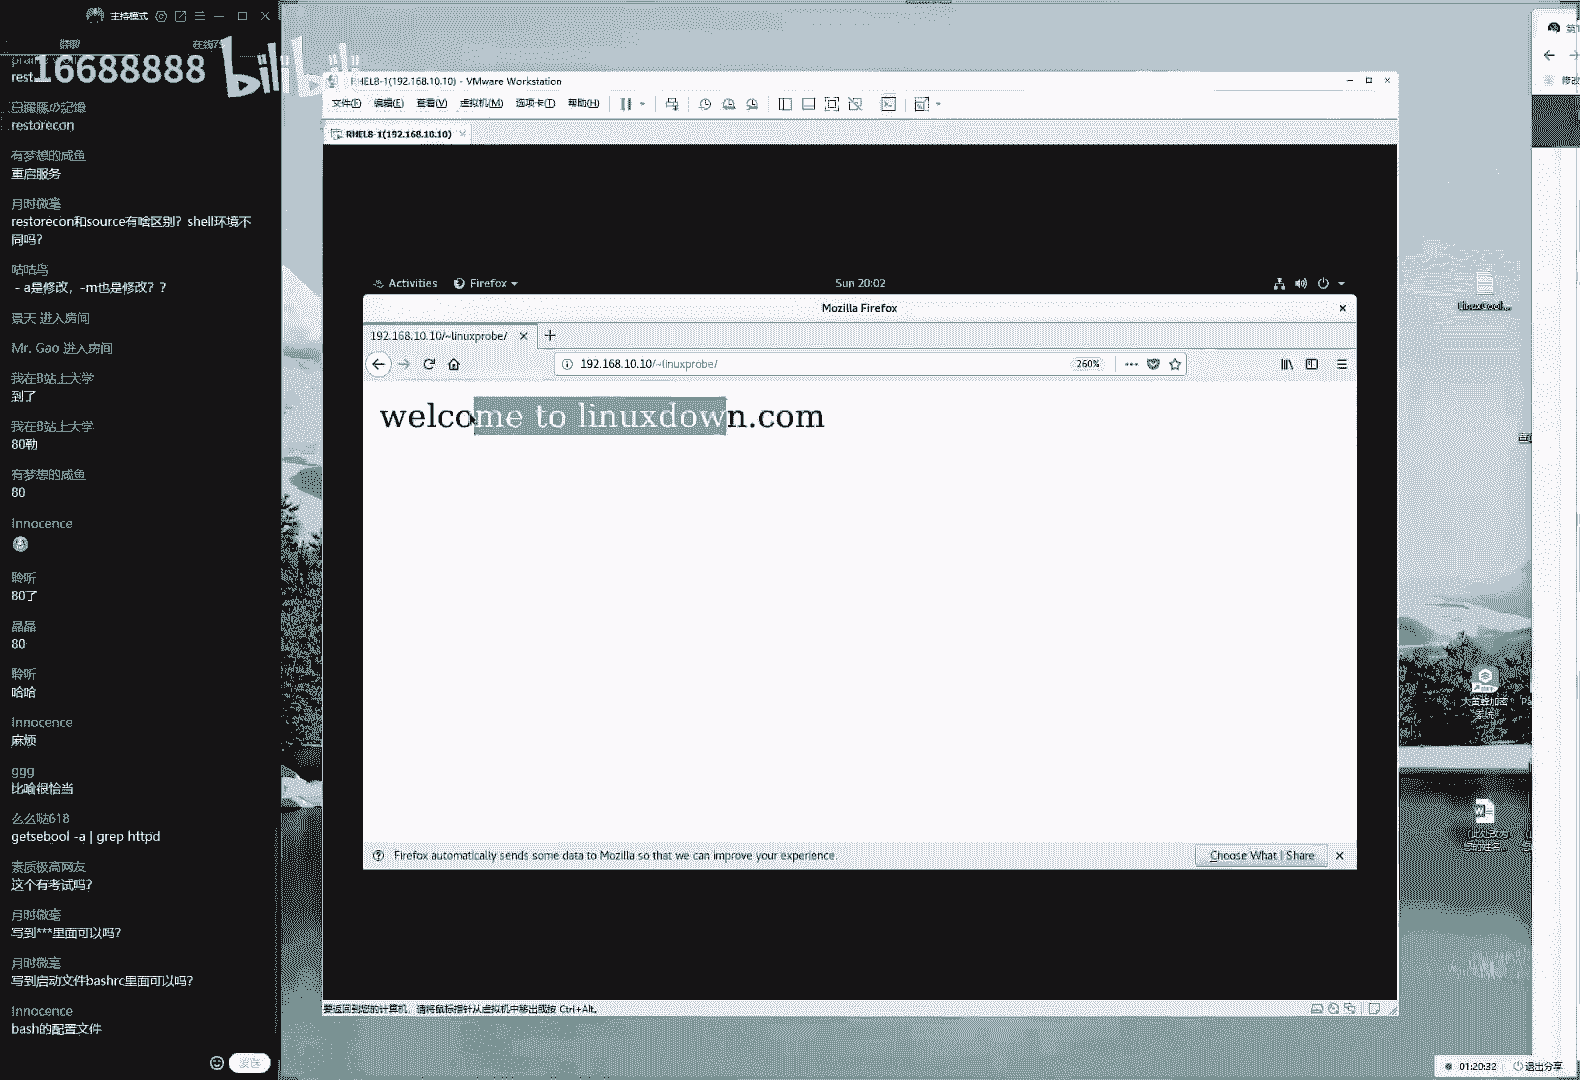 主持模式
群聊
在线75
16688888
bilibili
restorecon
有梦想的咸鱼
重启服务
月时微毫
restorecon和source有啥区别？shell环境不
同吗？
咕咕鸟
- a是修改，-m也是修改？？
景天 进入房间
Mr. Gao 进入房间
我在B站上大学
到了
我在B站上大学
80勒
有梦想的咸鱼
80
Innocence
聆听
80了
晶晶
80
聆听
哈哈
Innocence
麻烦
ggg
比喻很恰当
么么哒618
getsebool -a | grep httpd
素质极高网友
这个有考试吗？
月时微毫
写到***里面可以吗？
月时微毫
写到启动文件bashrc里面可以吗？
Innocence
bash的配置文件
发送
RHEL8-1(192.168.10.10) - VMware Workstation
文件(F) 编辑(E) 查看(V) 虚拟机(M) 选项卡(T) 帮助(H)
RHEL8-1(192.168.10.10)
Activities Firefox Sun 20:02
Mozilla Firefox
192.168.10.10/~linuxprobe/
192.168.10.10/~linuxprobe/ 260%
welcome to linuxdown.com
Firefox automatically sends some data to Mozilla so that we can improve your experience. Choose What I Share
要返回到您的计算机，请将鼠标指针从虚拟机中移出或按 Ctrl+Alt。
01:20:32 退出分享